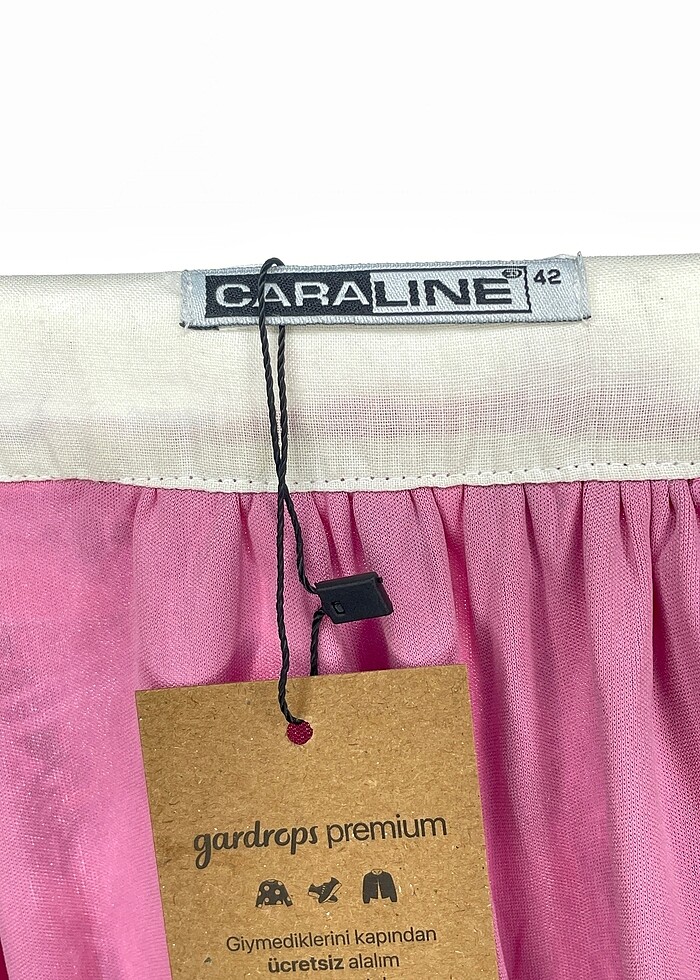 CARALINE 42
gardrops premium
Giymediklerini kapından
ücretsiz alalım